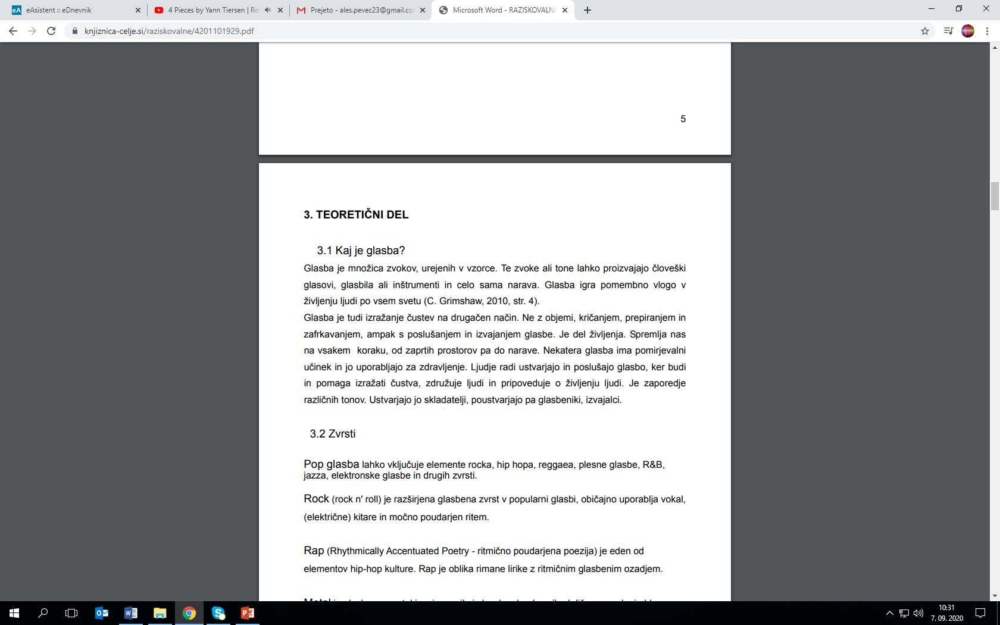 eA eAsistent :: eDnevnik
4 Pieces by Yann Tiersen | Re
Prejeto - ales.pevec23@gmail.co
Microsoft Word - RAZISKOVALNA
knjiznica-celje.si/raziskovalne/4201101929.pdf
5
3. TEORETIČNI DEL
3.1 Kaj je glasba?
Glasba je množica zvokov, urejenih v vzorce. Te zvoke ali tone lahko proizvajajo človeški
glasovi, glasbila ali inštrumenti in celo sama narava. Glasba igra pomembno vlogo v
življenju ljudi po vsem svetu (C. Grimshaw, 2010, str. 4).
Glasba je tudi izražanje čustev na drugačen način. Ne z objemi, kričanjem, prepiranjem in
zafrkavanjem, ampak s poslušanjem in izvajanjem glasbe. Je del življenja. Spremlja nas
na vsakem koraku, od zaprtih prostorov pa do narave. Nekatera glasba ima pomirjevalni
učinek in jo uporabljajo za zdravljenje. Ljudje radi ustvarjajo in poslušajo glasbo, ker budi
in pomaga izražati čustva, združuje ljudi in pripoveduje o življenju ljudi. Je zaporedje
različnih tonov. Ustvarjajo jo skladatelji, poustvarjajo pa glasbeniki, izvajalci.
3.2 Zvrsti
Pop glasba lahko vključuje elemente rocka, hip hopa, reggaea, plesne glasbe, R&B,
jazza, elektronske glasbe in drugih zvrsti.
Rock (rock n' roll) je razširjena glasbena zvrst v popularni glasbi, običajno uporablja vokal,
(električne) kitare in močno poudarjen ritem.
Rap (Rhythmically Accentuated Poetry - ritmično poudarjena poezija) je eden od
elementov hip-hop kulture. Rap je oblika rimane lirike z ritmičnim glasbenim ozadjem.
Metal
10:31
7. 09. 2020